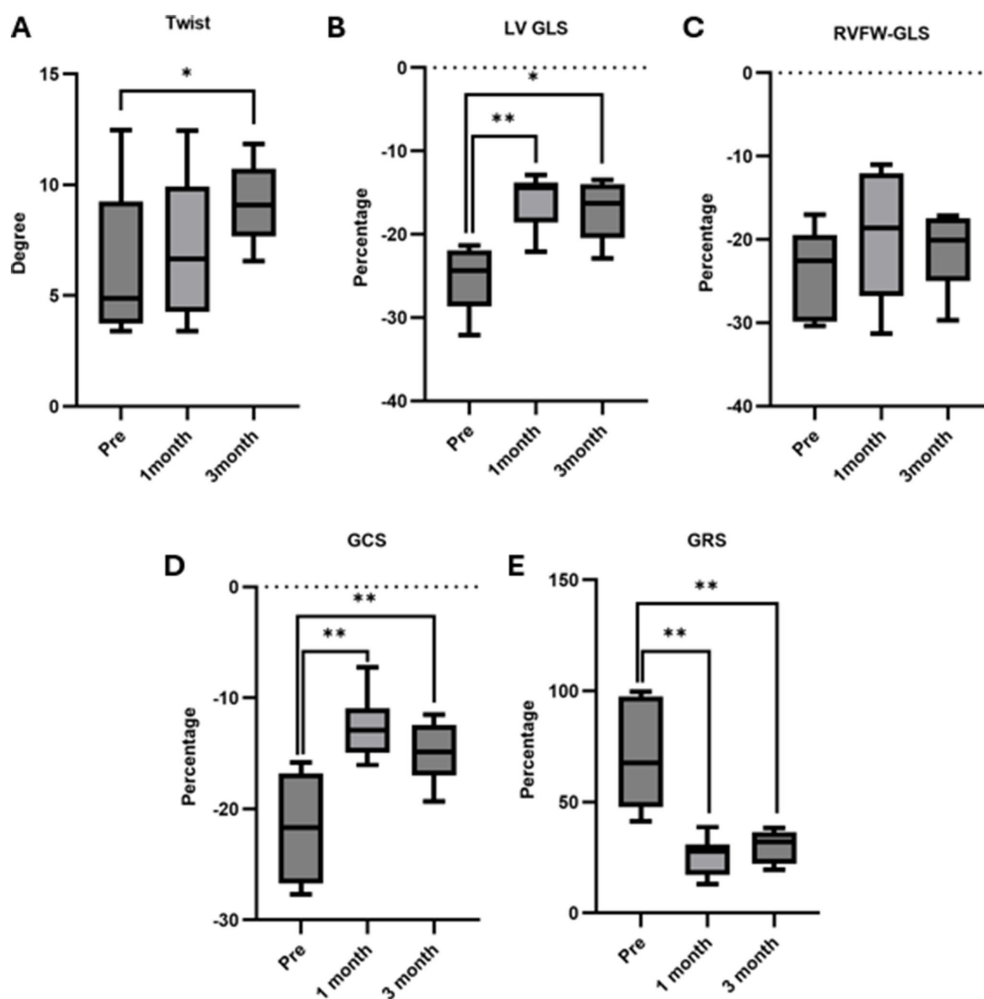 A
Twist
Degree
15
10
5
0
*
Pre
1month
3month
B
LV GLS
Percentage
0
-10
-20
-30
-40
*
**
Pre
1month
3month
C
RVFW-GLS
Percentage
0
-10
-20
-30
-40
Pre
1month
3month
D
GCS
Percentage
0
-10
-20
-30
**
**
Pre
1 month
3 month
E
GRS
Percentage
150
100
50
0
**
**
Pre
1 month
3 month